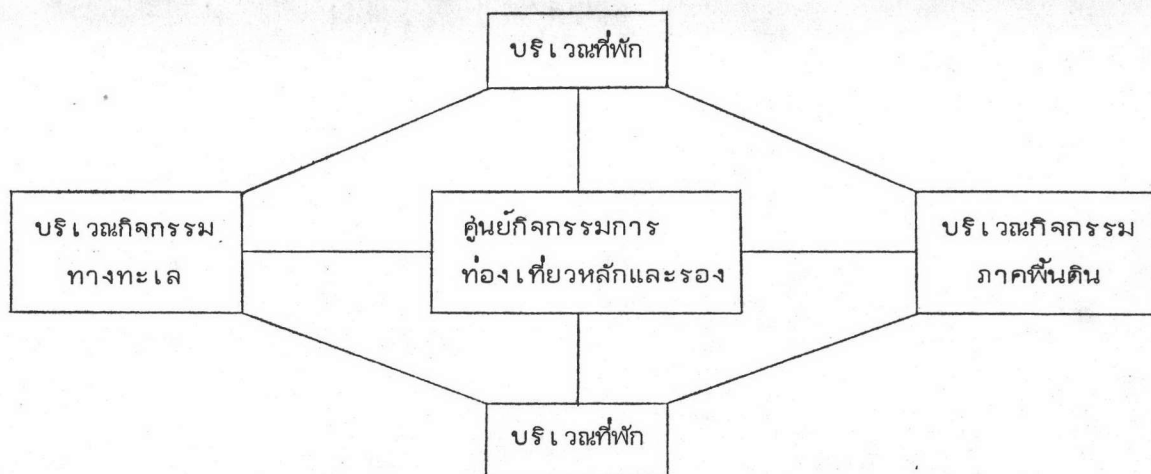 บริเวณที่พัก
บริเวณกิจกรรม
ทางทะเล
ศูนย์กิจกรรมการ
ท่องเที่ยวหลักและรอง
บริเวณกิจกรรม
ภาคพื้นดิน
บริเวณที่พัก